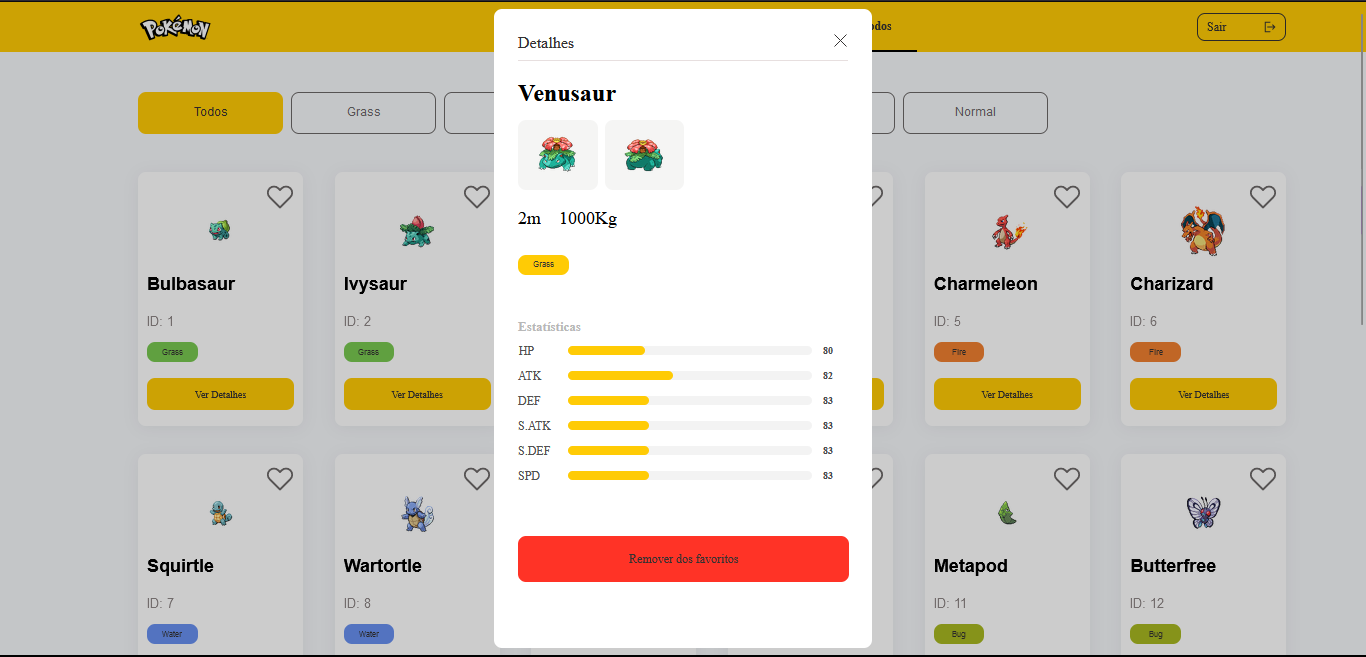 POKéMON
odos
Sair
Todos
Grass
Normal
Detalhes
Venusaur
2m 1000Kg
Grass
Estatísticas
HP 80
ATK 82
DEF 83
S.ATK 83
S.DEF 83
SPD 83
Remover dos favoritos
Bulbasaur
ID: 1
Grass
Ver Detalhes
Ivysaur
ID: 2
Grass
Ver Detalhes
Charmeleon
ID: 5
Fire
Ver Detalhes
Charizard
ID: 6
Fire
Ver Detalhes
Squirtle
ID: 7
Water
Wartortle
ID: 8
Water
Metapod
ID: 11
Bug
Butterfree
ID: 12
Bug